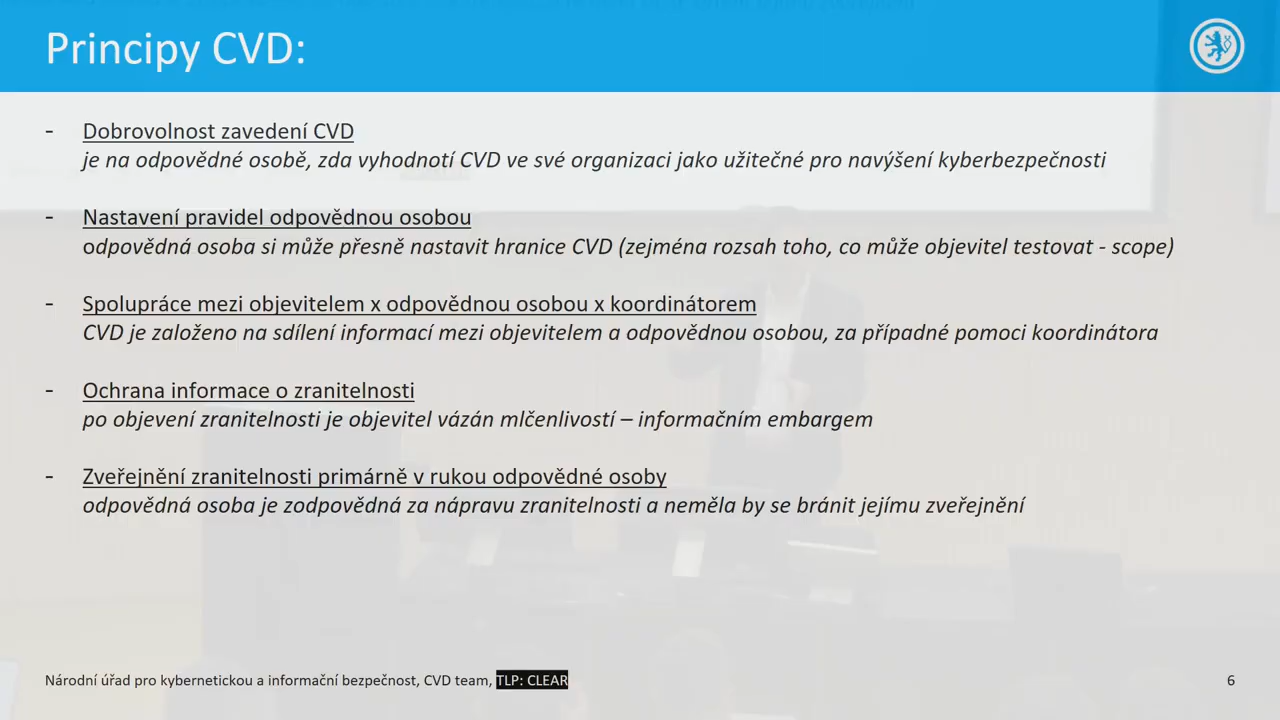 Principy CVD:
- Dobrovolnost zavedení CVD
je na odpovědné osobě, zda vyhodnotí CVD ve své organizaci jako užitečné pro navýšení kyberbezpečnosti
- Nastavení pravidel odpovědnou osobou
odpovědná osoba si může přesně nastavit hranice CVD (zejména rozsah toho, co může objevitel testovat - scope)
- Spolupráce mezi objevitelem x odpovědnou osobou x koordinátorem
CVD je založeno na sdílení informací mezi objevitelem a odpovědnou osobou, za případné pomoci koordinátora
- Ochrana informace o zranitelnosti
po objevení zranitelnosti je objevitel vázán mlčenlivostí – informačním embargem
- Zveřejnění zranitelnosti primárně v rukou odpovědné osoby
odpovědná osoba je zodpovědná za nápravu zranitelnosti a neměla by se bránit jejímu zveřejnění
Národní úřad pro kybernetickou a informační bezpečnost, CVD team, TLP: CLEAR
6